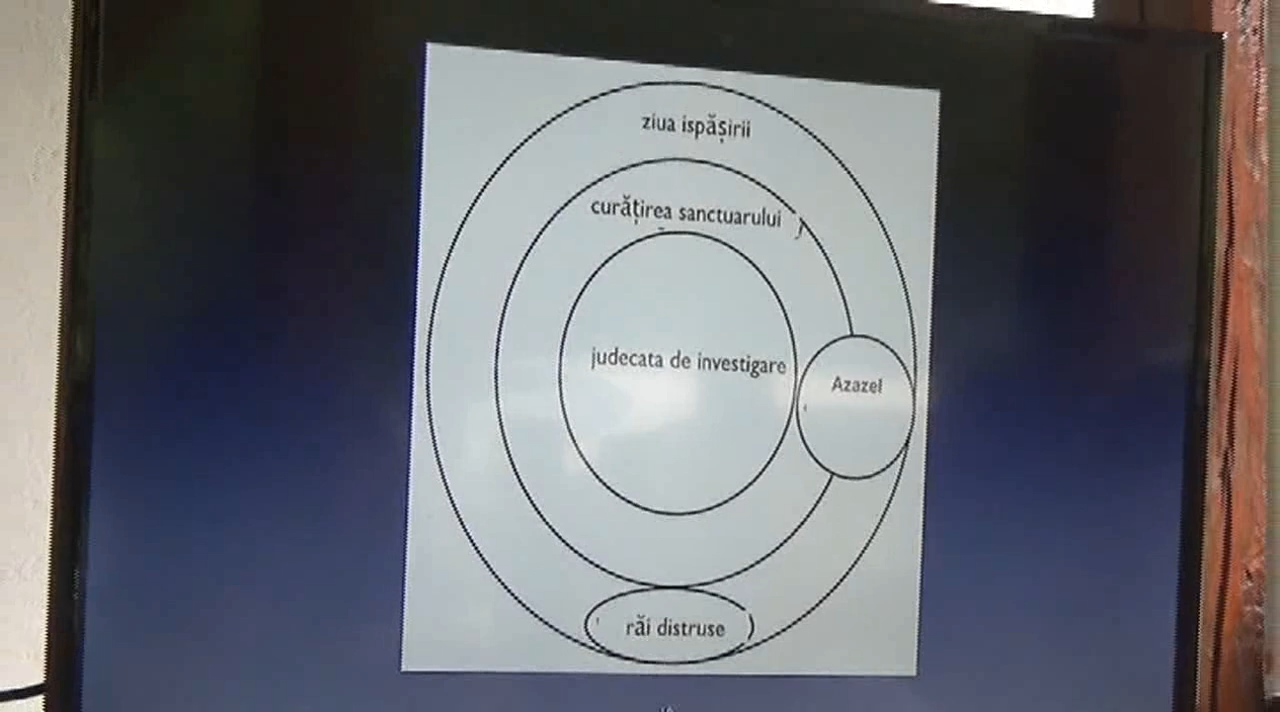 ziua ispășirii
curățirea sanctuarului
judecata de investigare
Azazel
răi distruse